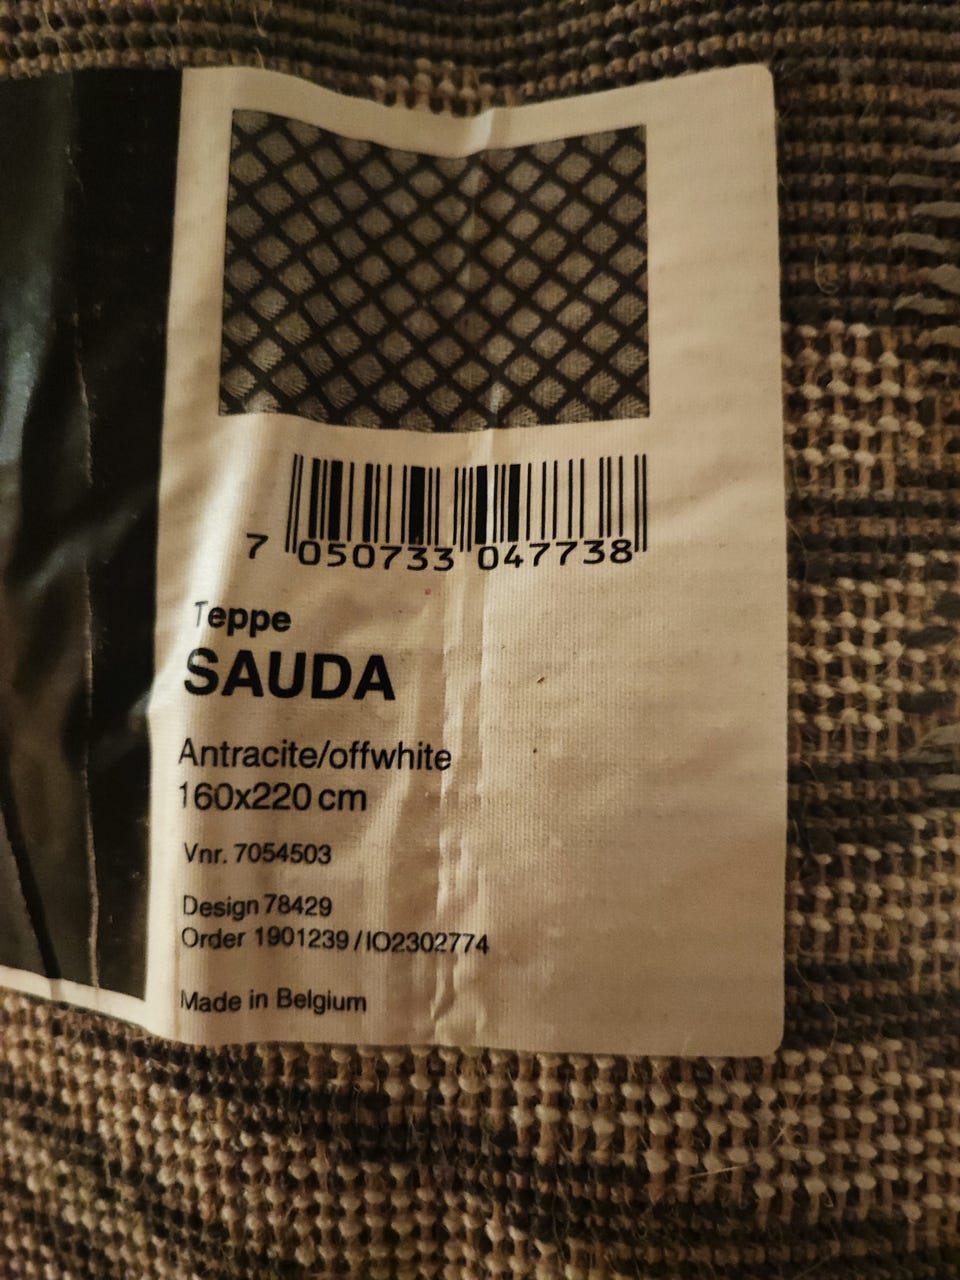 7 050733 047738
Teppe
SAUDA
Antracite/offwhite
160x220 cm
Vnr. 7054503
Design 78429
Order 1901239/IO2302774
Made in Belgium